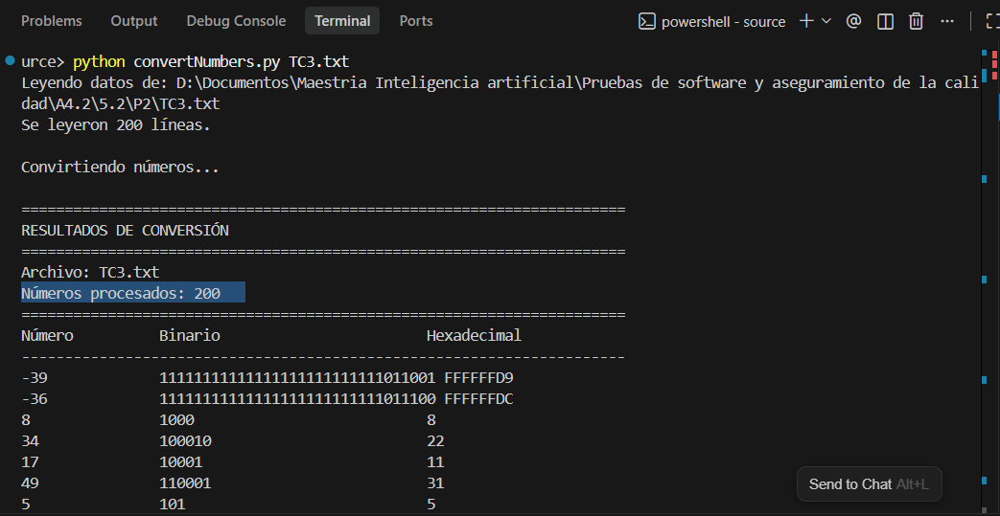 Problems Output Debug Console Terminal Ports powershell - source
urce> python convertNumbers.py TC3.txt
Leyendo datos de: D:\Documentos\Maestria Inteligencia artificial\Pruebas de software y aseguramiento de la cali
dad\A4.2\5.2\P2\TC3.txt
Se leyeron 200 líneas.
Convirtiendo números...
======================================================================
RESULTADOS DE CONVERSIÓN
======================================================================
Archivo: TC3.txt
Números procesados: 200
======================================================================
Número Binario Hexadecimal
----------------------------------------------------------------------
-39 11111111111111111111111111011001 FFFFFFD9
-36 11111111111111111111111111011100 FFFFFFDC
8 1000 8
34 100010 22
17 10001 11
49 110001 31
5 101 5
Send to Chat Alt+L